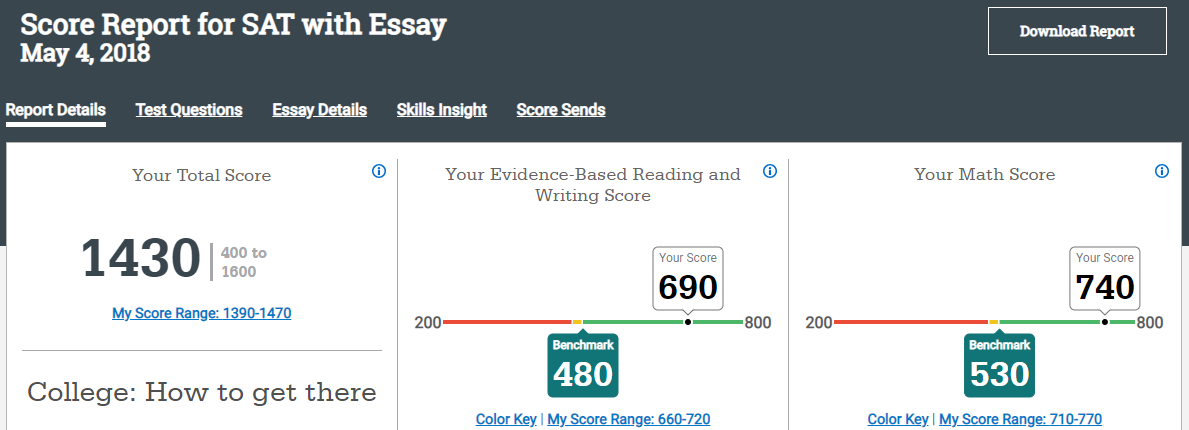 Score Report for SAT with Essay
May 4, 2018
Download Report
Report Details
Test Questions
Essay Details
Skills Insight
Score Sends
Your Total Score
1430
400 to
1600
My Score Range: 1390-1470
College: How to get there
Your Evidence-Based Reading and
Writing Score
Your Score
690
200
800
Benchmark
480
Color Key | My Score Range: 660-720
Your Math Score
Your Score
740
200
800
Benchmark
530
Color Key | My Score Range: 710-770